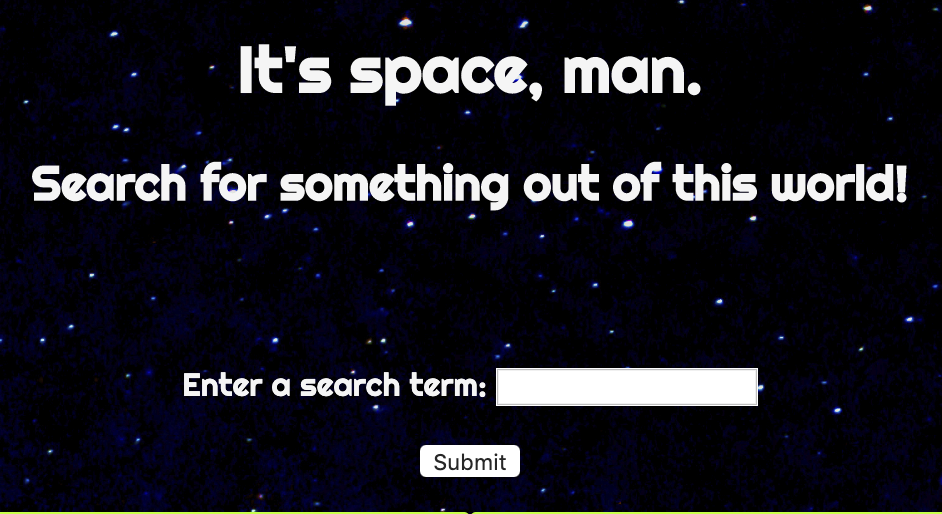 It's space, man.
Search for something out of this world!
Enter a search term:
Submit